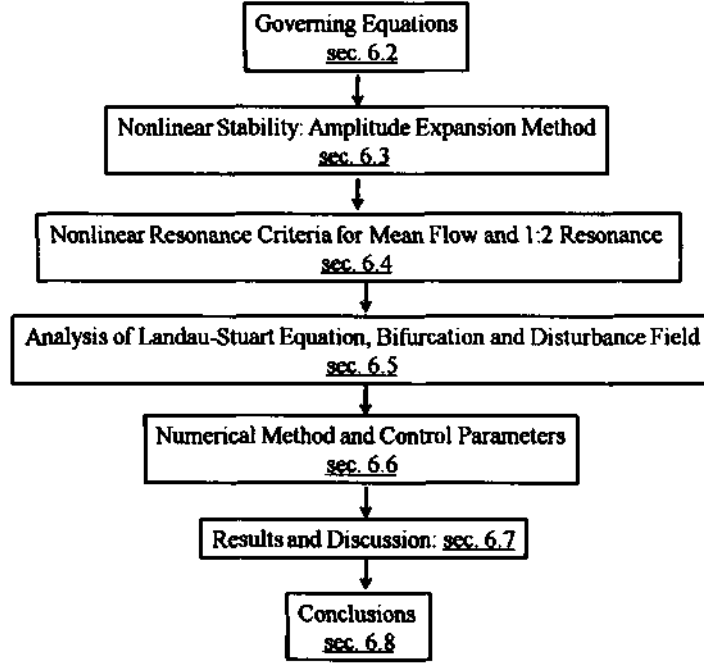 Governing Equations
sec. 6.2
Nonlinear Stability: Amplitude Expansion Method
sec. 6.3
Nonlinear Resonance Criteria for Mean Flow and 1:2 Resonance
sec. 6.4
Analysis of Landau-Stuart Equation, Bifurcation and Disturbance Field
sec. 6.5
Numerical Method and Control Parameters
sec. 6.6
Results and Discussion: sec. 6.7
Conclusions
sec. 6.8